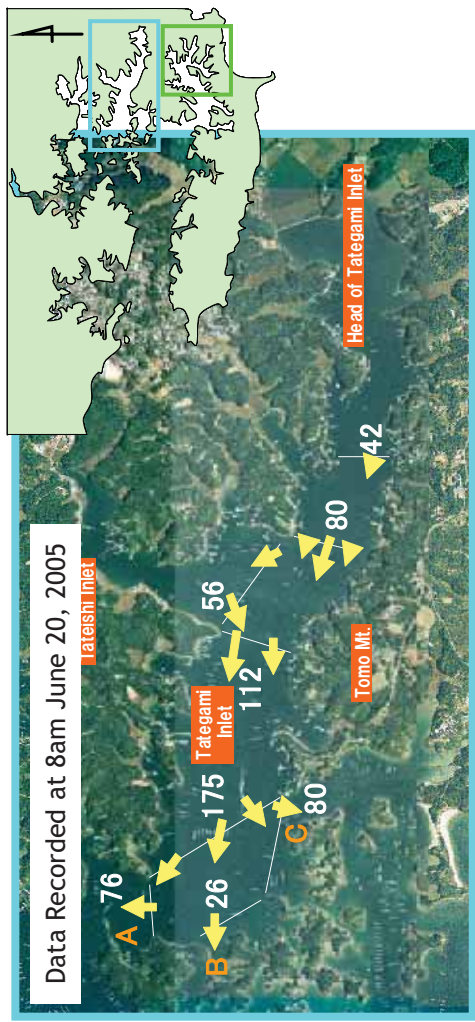 Data Recorded at 8am June 20, 2005
Tateishi Inlet
76
A
B
26
175
Tategami
Inlet
112
56
C
80
80
42
Tomo Mt.
Head of Tategami Inlet